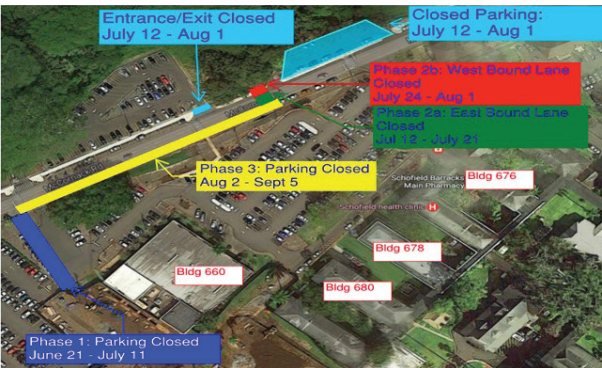 Entrance/Exit Closed
July 12 - Aug 1
Closed Parking:
July 12 - Aug 1
Phase 2b: West Bound Lane
Closed
July 24 - Aug 1
Phase 2a: East Bound Lane
Closed
Jul 12 - July 21
Phase 3: Parking Closed
Aug 2 - Sept 5
Schofield Barracks
Main Pharmacy
Bldg 676
Schofield health clinic H
Bldg 678
Bldg 660
Bldg 680
Phase 1: Parking Closed
June 21 - July 11